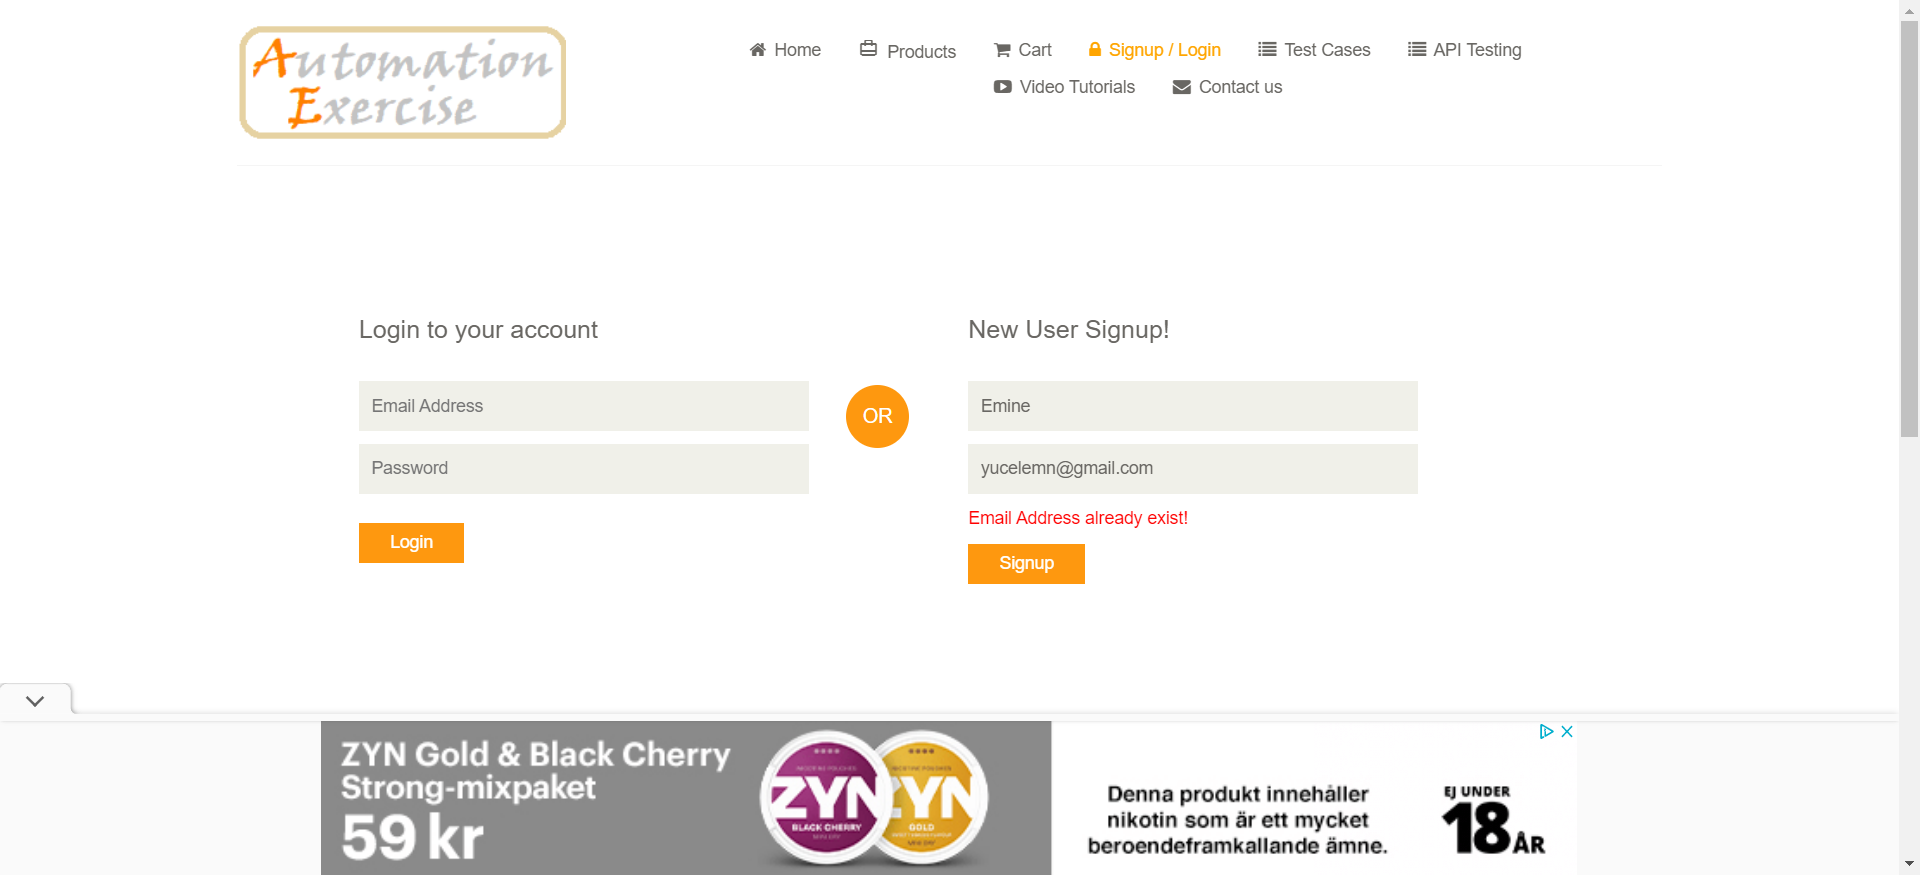 Automation
Exercise
Home
Products
Cart
Signup / Login
Test Cases
API Testing
Video Tutorials
Contact us
Login to your account
Email Address
Password
Login
OR
New User Signup!
Emine
yucelemn@gmail.com
Email Address already exist!
Signup
ZYN Gold & Black Cherry
Strong-mixpaket
59 kr
ZYN
BLACK CHERRY
ZYN
GOLD
Denna produkt innehåller
nikotin som är ett mycket
beroendeframkallande ämne.
EJ UNDER
18 ÅR